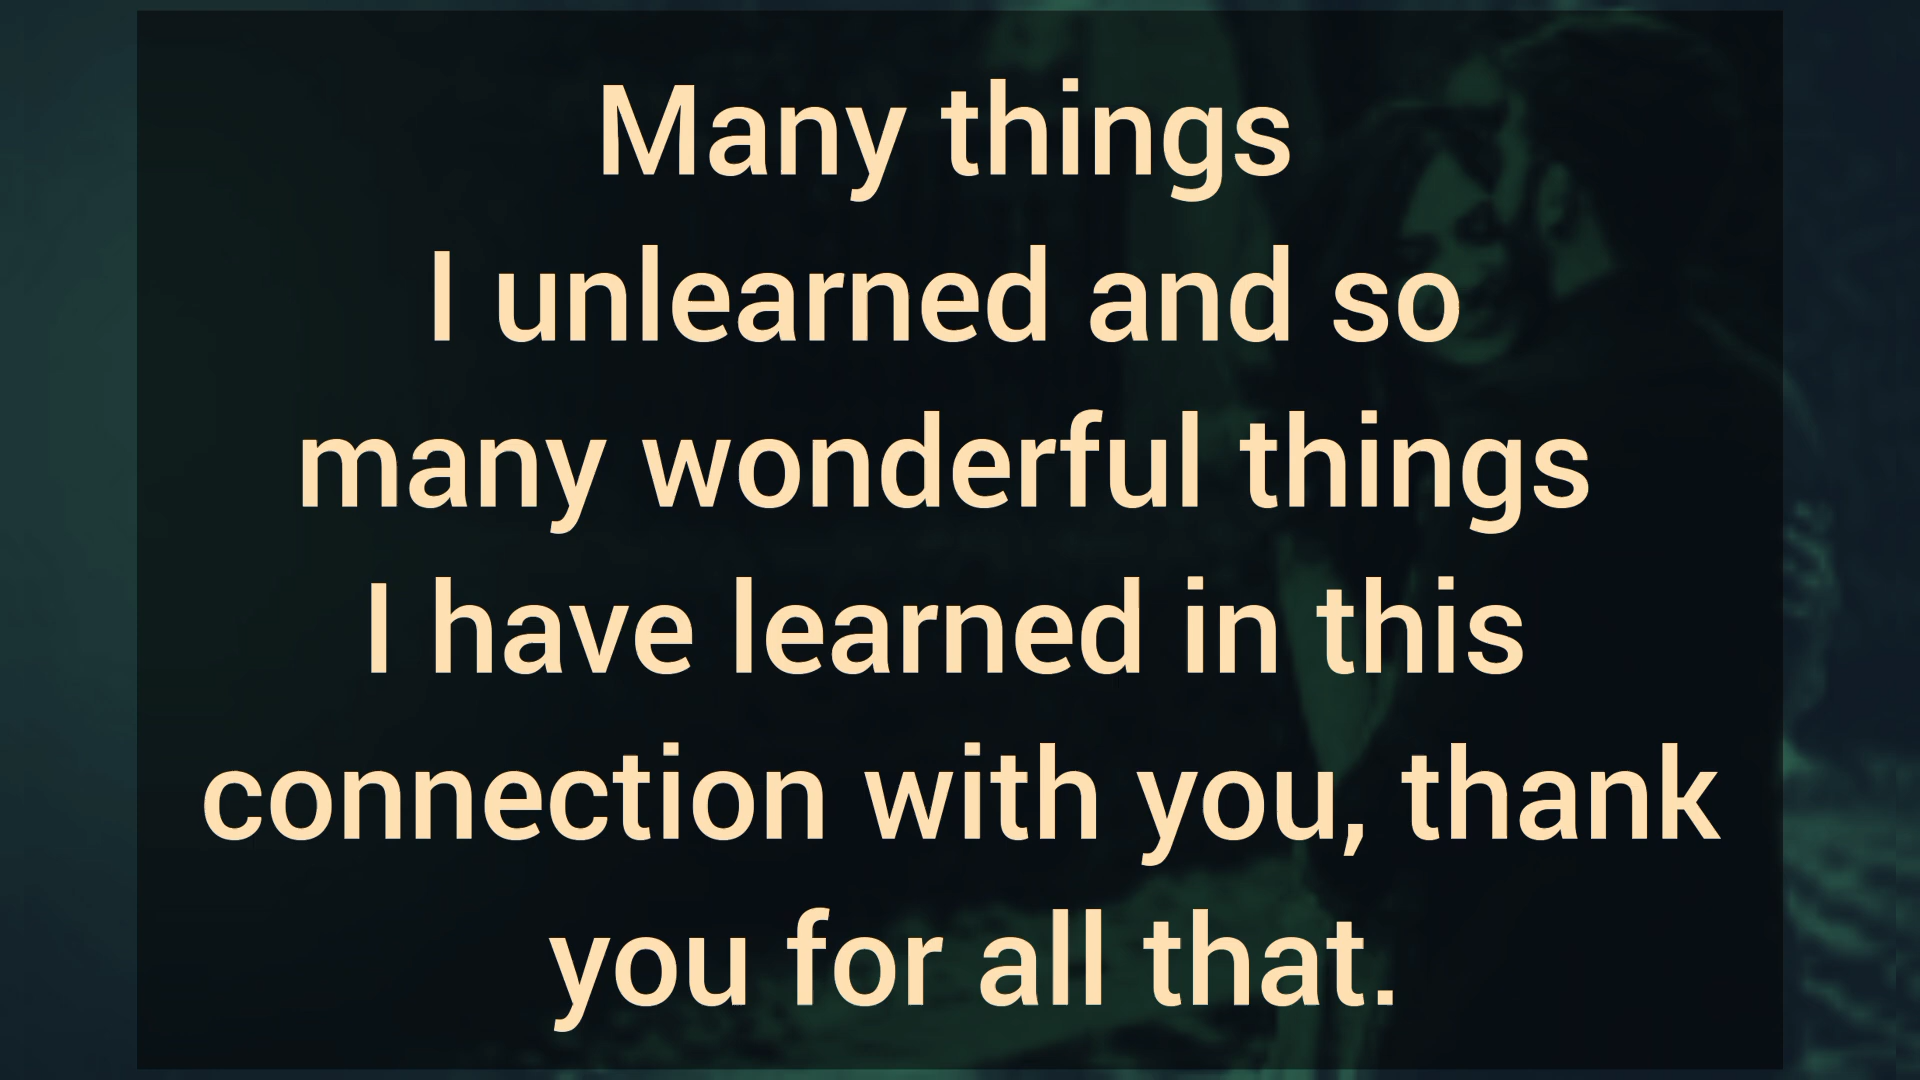 Many things
I unlearned and so
many wonderful things
I have learned in this
connection with you, thank
you for all that.